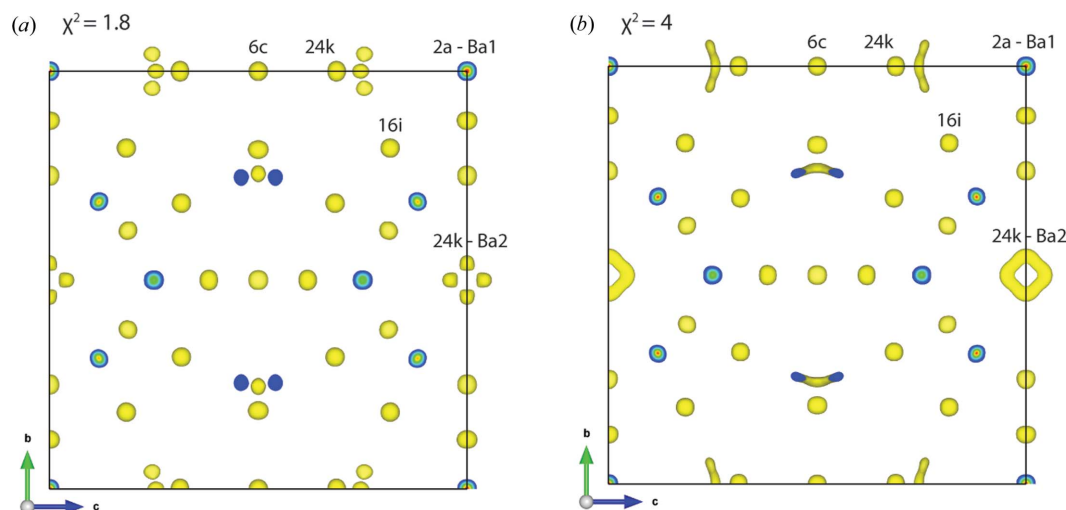 (a) χ² = 1.8
6c 24k 2a - Ba1
16i
24k - Ba2
b
c
(b) χ² = 4
6c 24k 2a - Ba1
16i
24k - Ba2
b
c